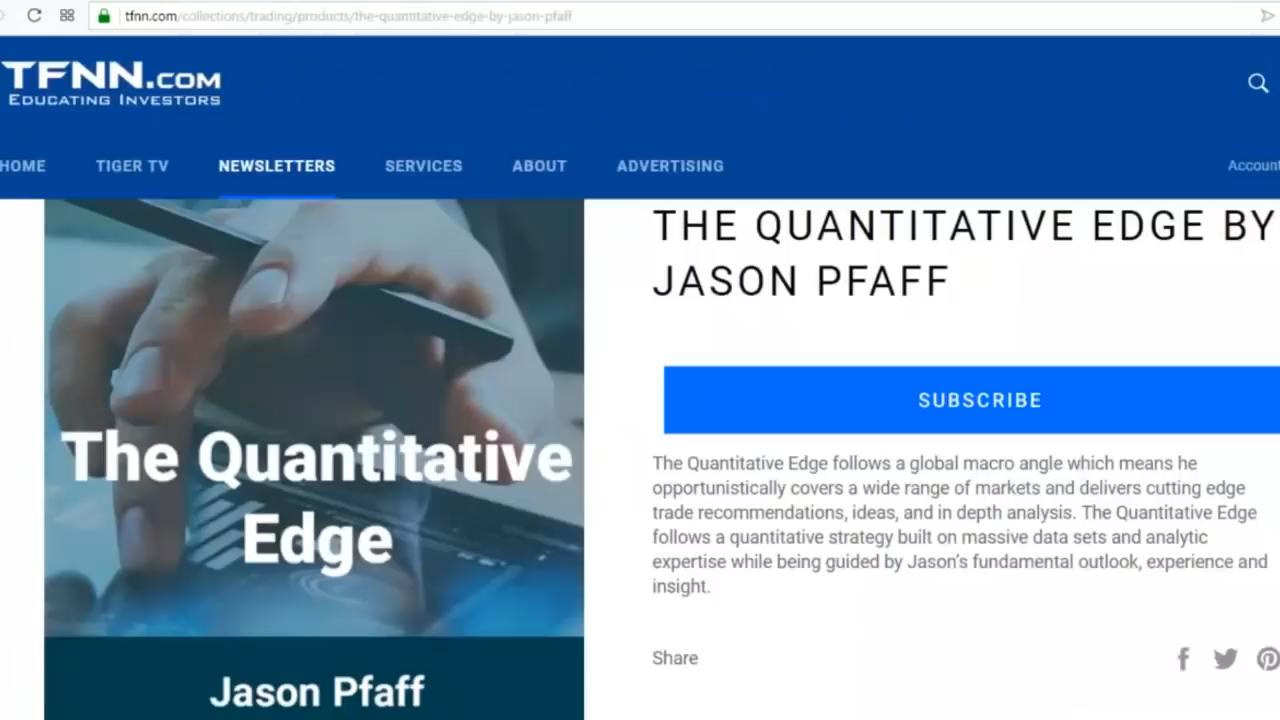 tfnn.com/collections/trading/products/the-quantitative-edge-by-jason-pfaff
TFNN.COM
EDUCATING INVESTORS
HOME TIGER TV NEWSLETTERS SERVICES ABOUT ADVERTISING Account
THE QUANTITATIVE EDGE BY
JASON PFAFF
SUBSCRIBE
The Quantitative Edge follows a global macro angle which means he
opportunistically covers a wide range of markets and delivers cutting edge
trade recommendations, ideas, and in depth analysis. The Quantitative Edge
follows a quantitative strategy built on massive data sets and analytic
expertise while being guided by Jason's fundamental outlook, experience and
insight.
Share
The Quantitative
Edge
Jason Pfaff